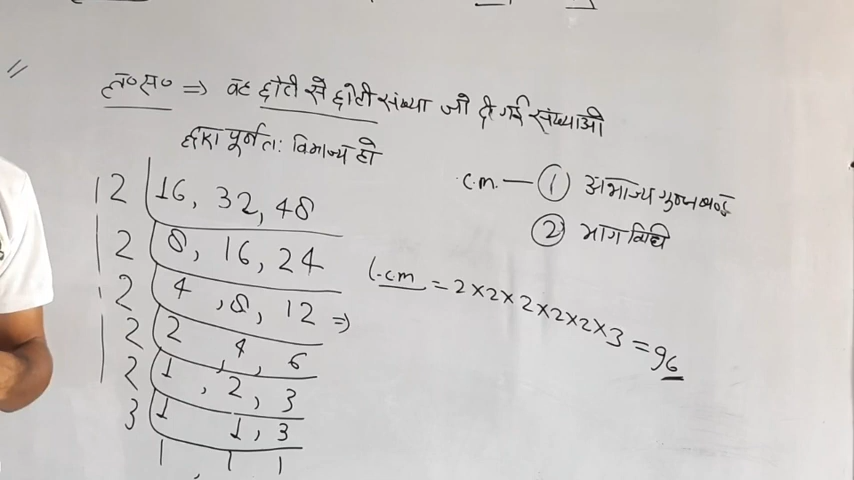 ल०स० => वह छोटी से छोटी संख्या जो दी गई संख्याओ
द्वारा पूर्णतः विभाज्य हो
2 | 16, 32, 48
2 | 8, 16, 24
2 | 4, 8, 12 =>
2 | 2, 4, 6
2 | 1, 2, 3
3 | 1 1, 3
1, 1 1
C.M. — ① अभाज्य गुणनखण्ड
② भाग विधि
L.C.M = 2×2×2×2×2×3 = 96